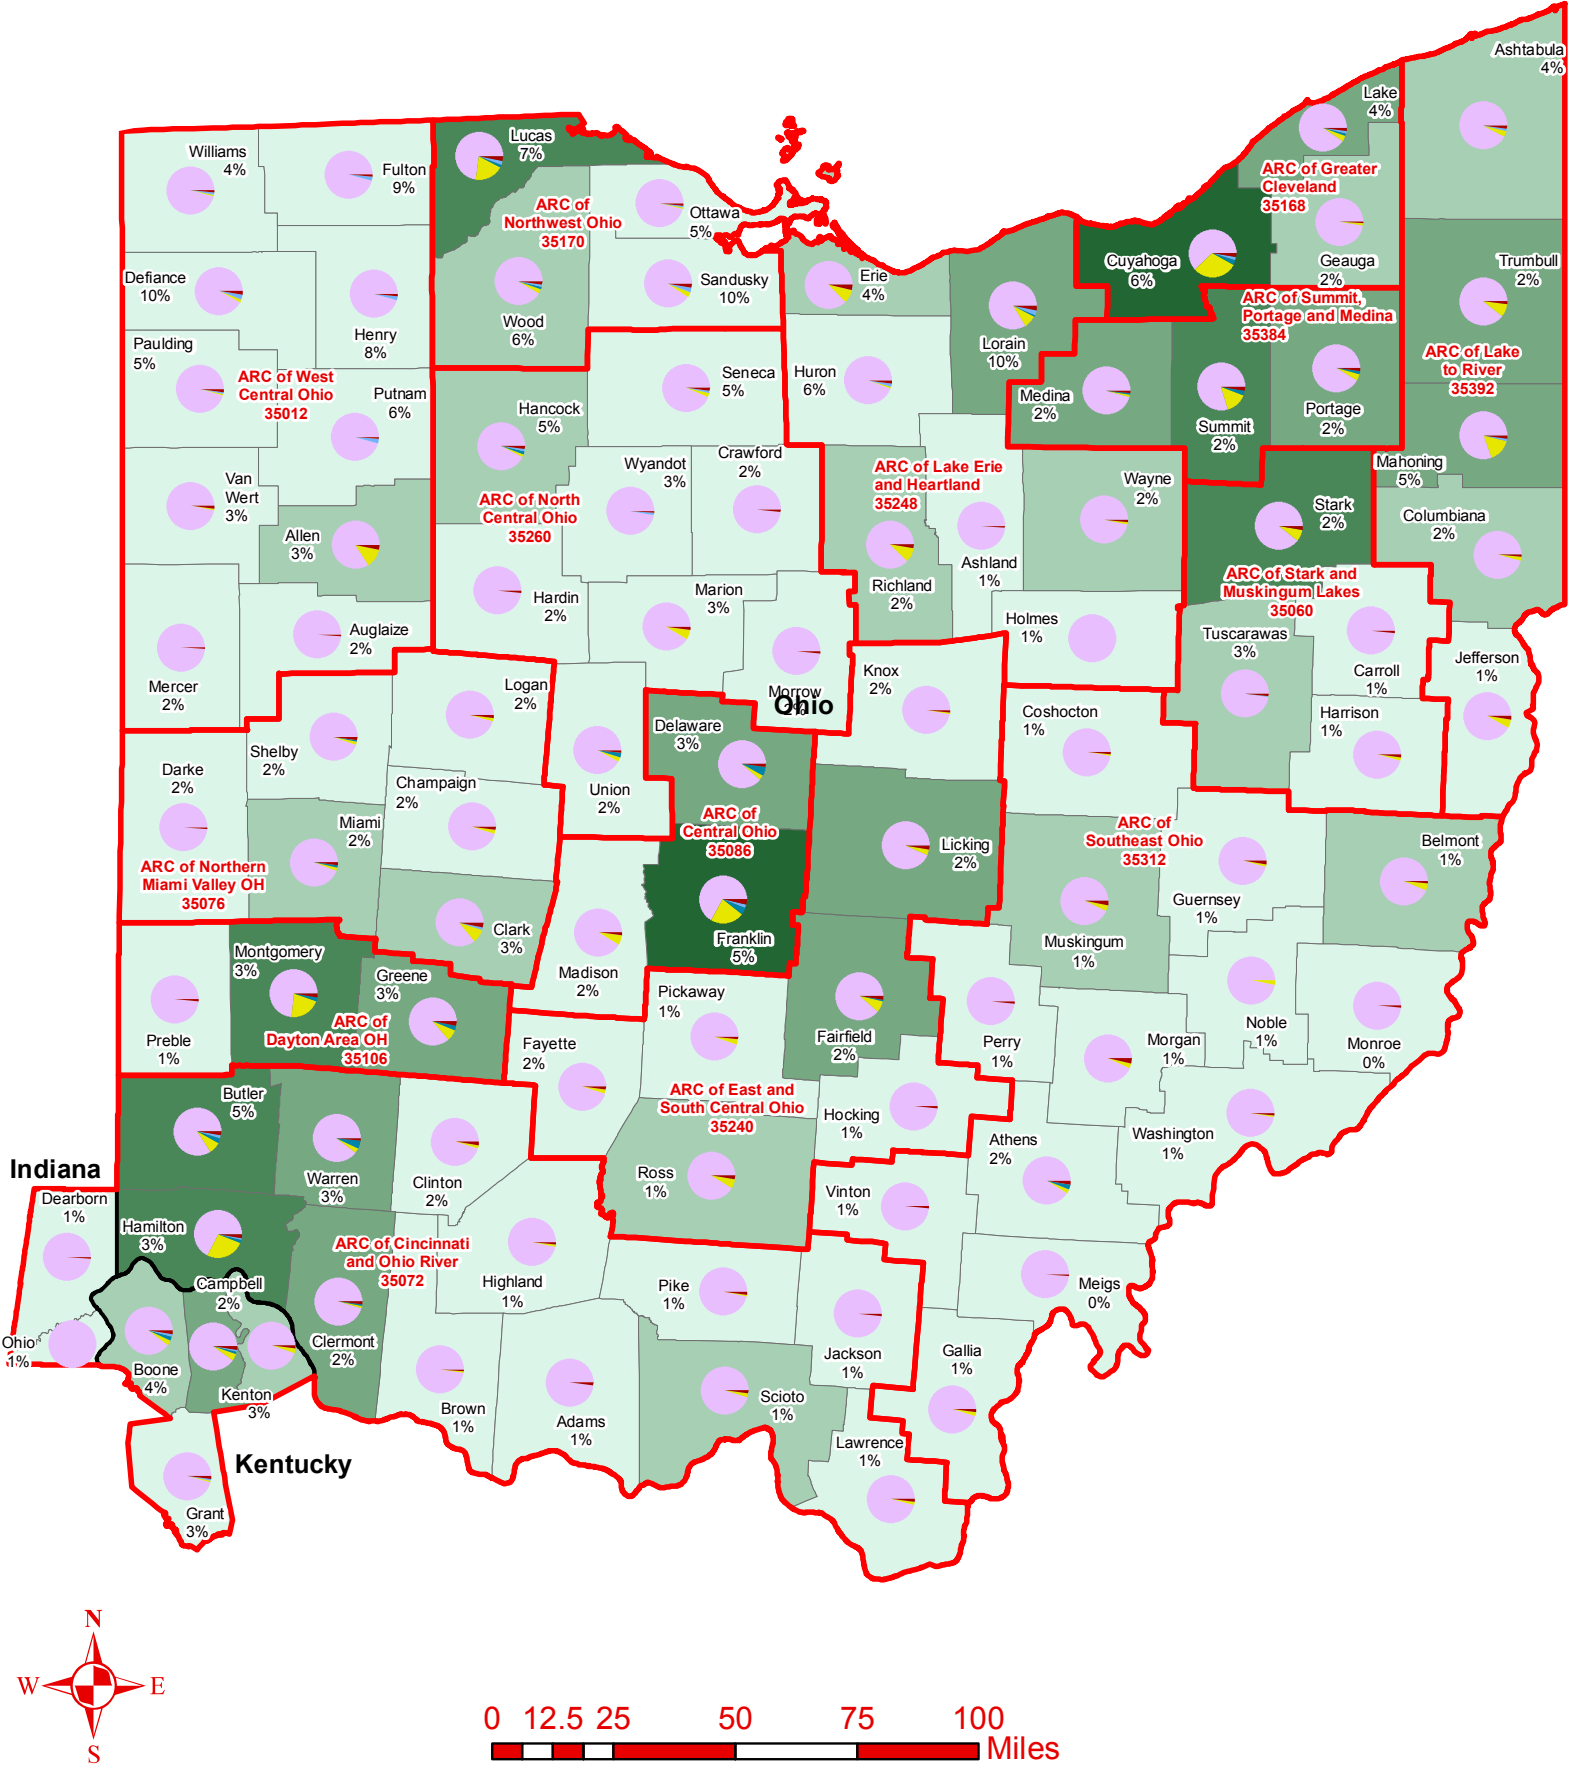 Ashtabula
4%
Lake
4%
ARC of Greater
Cleveland
35168
Geauga
2%
Cuyahoga
6%
Trumbull
2%
ARC of Summit,
Portage and Medina
35384
ARC of Lake
to River
35392
Medina
2%
Summit
2%
Portage
2%
Mahoning
5%
Columbiana
2%
Williams
4%
Fulton
9%
Lucas
7%
ARC of
Northwest Ohio
35170
Ottawa
5%
Defiance
10%
Henry
8%
Wood
6%
Sandusky
10%
Erie
4%
Lorain
10%
Huron
6%
Paulding
5%
ARC of West
Central Ohio
35012
Putnam
6%
Hancock
5%
Seneca
5%
Van
Wert
3%
Allen
3%
ARC of North
Central Ohio
35260
Wyandot
3%
Crawford
2%
ARC of Lake Erie
and Heartland
35248
Richland
2%
Ashland
1%
Wayne
2%
Stark
2%
ARC of Stark and
Muskingum Lakes
35060
Mercer
2%
Auglaize
2%
Hardin
2%
Marion
3%
Morrow
2%
Ohio
Knox
2%
Holmes
1%
Tuscarawas
3%
Carroll
1%
Jefferson
1%
Harrison
1%
Coshocton
1%
Logan
2%
Shelby
2%
Darke
2%
Champaign
2%
Miami
2%
ARC of Northern
Miami Valley OH
35076
Clark
3%
Union
2%
Delaware
3%
ARC of
Central Ohio
35086
Franklin
5%
Madison
2%
Licking
2%
ARC of
Southeast Ohio
35312
Guernsey
1%
Belmont
1%
Muskingum
1%
Noble
1%
Monroe
0%
Morgan
1%
Perry
1%
Washington
1%
Athens
2%
Meigs
0%
Gallia
1%
Vinton
1%
Preble
1%
Montgomery
3%
Greene
3%
ARC of
Dayton Area OH
35106
Fayette
2%
Pickaway
1%
Fairfield
2%
ARC of East and
South Central Ohio
35240
Hocking
1%
Ross
1%
Butler
5%
Warren
3%
Clinton
2%
Hamilton
3%
ARC of Cincinnati
and Ohio River
35072
Highland
1%
Pike
1%
Jackson
1%
Indiana
Dearborn
1%
Ohio
1%
Campbell
2%
Boone
4%
Kenton
3%
Clermont
2%
Brown
1%
Adams
1%
Scioto
1%
Lawrence
1%
Kentucky
Grant
3%
N
W
E
S
0 12.5 25 50 75 100
Miles